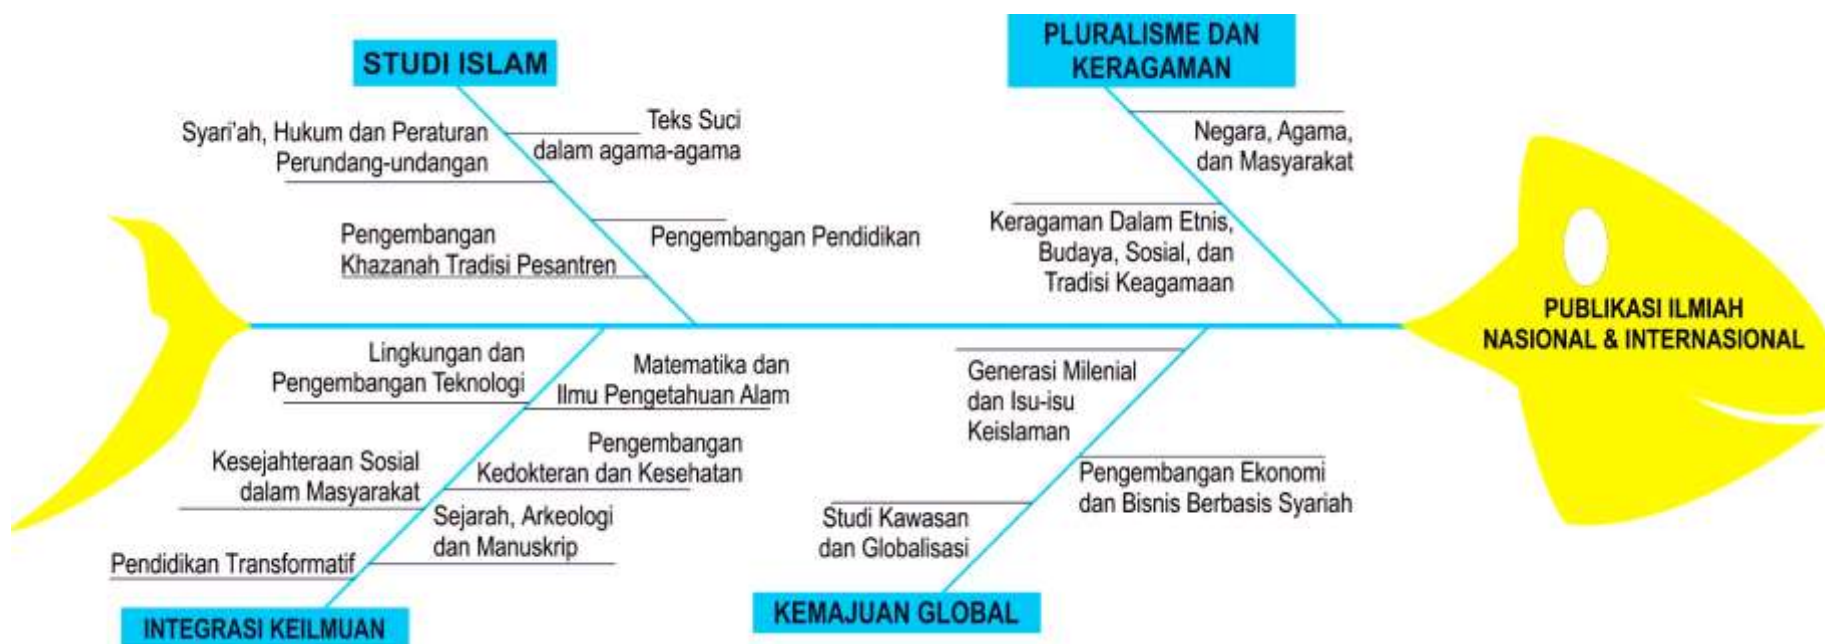 STUDI ISLAM
Syari'ah, Hukum dan Peraturan
Perundang-undangan
Teks Suci
dalam agama-agama
Pengembangan
Khazanah Tradisi Pesantren
Pengembangan Pendidikan
PLURALISME DAN
KERAGAMAN
Negara, Agama,
dan Masyarakat
Keragaman Dalam Etnis,
Budaya, Sosial, dan
Tradisi Keagamaan
PUBLIKASI ILMIAH
NASIONAL & INTERNASIONAL
Lingkungan dan
Pengembangan Teknologi
Matematika dan
Ilmu Pengetahuan Alam
Kesejahteraan Sosial
dalam Masyarakat
Pengembangan
Kedokteran dan Kesehatan
Sejarah, Arkeologi
dan Manuskrip
Pendidikan Transformatif
INTEGRASI KEILMUAN
Generasi Milenial
dan Isu-isu
Keislaman
Pengembangan Ekonomi
dan Bisnis Berbasis Syariah
Studi Kawasan
dan Globalisasi
KEMAJUAN GLOBAL